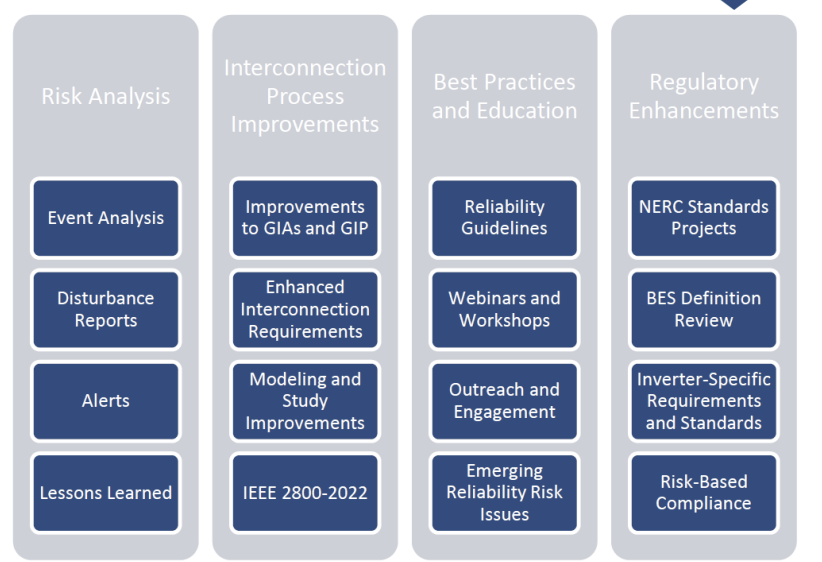 Risk Analysis
Event Analysis
Disturbance
Reports
Alerts
Lessons Learned
Interconnection
Process
Improvements
Improvements
to GIAs and GIP
Enhanced
Interconnection
Requirements
Modeling and
Study
Improvements
IEEE 2800-2022
Best Practices
and Education
Reliability
Guidelines
Webinars and
Workshops
Outreach and
Engagement
Emerging
Reliability Risk
Issues
Regulatory
Enhancements
NERC Standards
Projects
BES Definition
Review
Inverter-Specific
Requirements
and Standards
Risk-Based
Compliance